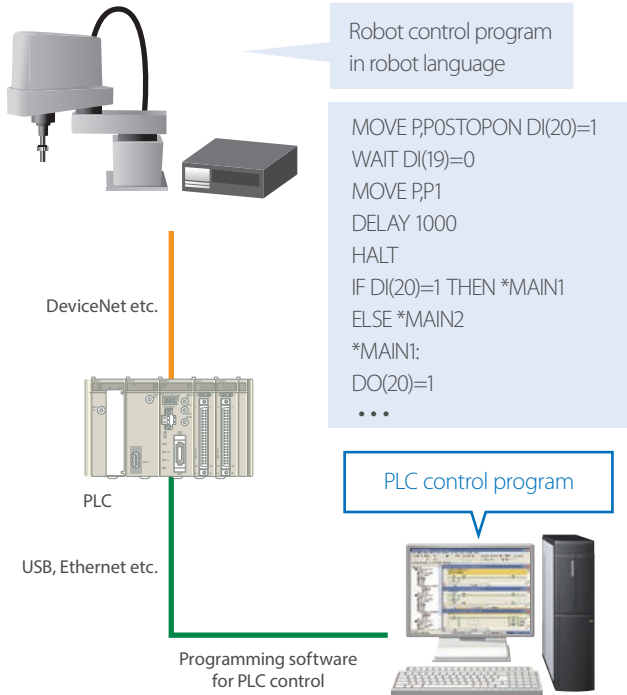 Robot control program
in robot language
MOVE P,P0STOPON DI(20)=1
WAIT DI(19)=0
MOVE P,P1
DELAY 1000
HALT
IF DI(20)=1 THEN *MAIN1
ELSE *MAIN2
*MAIN1:
DO(20)=1
• • •
DeviceNet etc.
PLC
PLC control program
USB, Ethernet etc.
Programming software
for PLC control